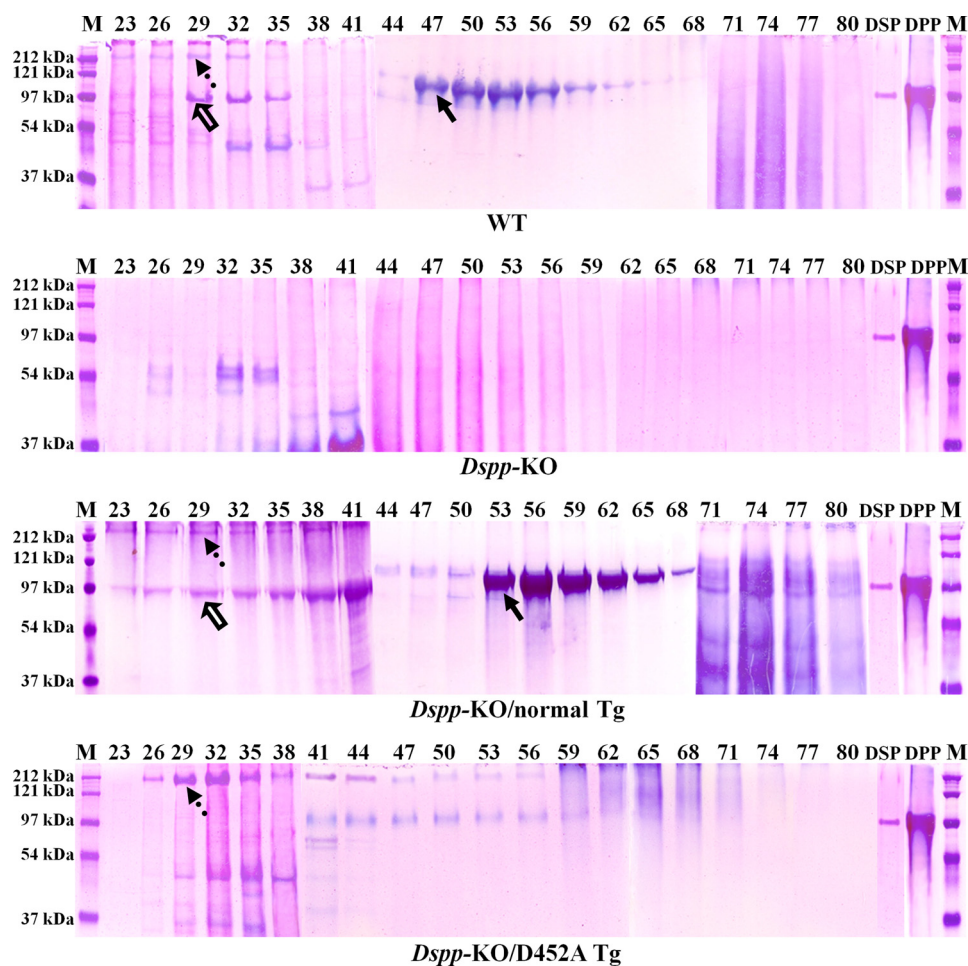 M 23 26 29 32 35 38 41 44 47 50 53 56 59 62 65 68 71 74 77 80 DSP DPP M
212 kDa
121 kDa
97 kDa
54 kDa
37 kDa
WT
M 23 26 29 32 35 38 41 44 47 50 53 56 59 62 65 68 71 74 77 80 DSP DPP M
212 kDa
121 kDa
97 kDa
54 kDa
37 kDa
Dspp-KO
M 23 26 29 32 35 38 41 44 47 50 53 56 59 62 65 68 71 74 77 80 DSP DPP M
212 kDa
121 kDa
97 kDa
54 kDa
37 kDa
Dspp-KO/normal Tg
M 23 26 29 32 35 38 41 44 47 50 53 56 59 62 65 68 71 74 77 80 DSP DPP M
212 kDa
121 kDa
97 kDa
54 kDa
37 kDa
Dspp-KO/D452A Tg